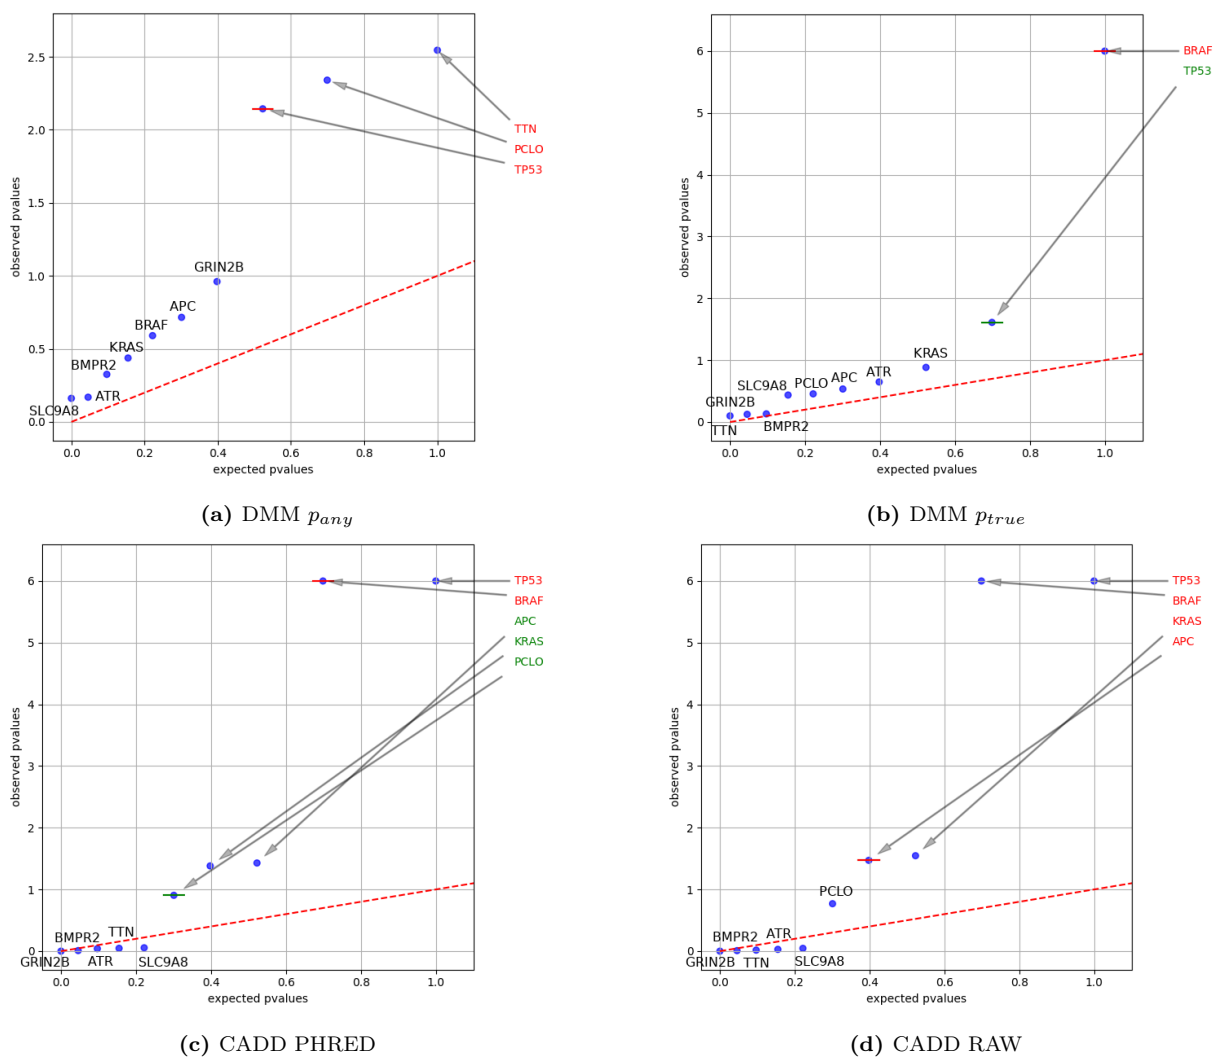 2.5
2.0
1.5
1.0
0.5
0.0
observed pvalues
TTN
PCLO
TP53
GRIN2B
APC
BRAF
KRAS
BMPR2
ATR
SLC9A8
0.0 0.2 0.4 0.6 0.8 1.0
expected pvalues
(a) DMM p_any
6
5
4
3
2
1
0
observed pvalues
BRAF
TP53
KRAS
ATR
APC
PCLO
SLC9A8
GRIN2B
BMPR2
TTN
0.0 0.2 0.4 0.6 0.8 1.0
expected pvalues
(b) DMM p_true
6
5
4
3
2
1
0
observed pvalues
TP53
BRAF
APC
KRAS
PCLO
TTN
BMPR2
GRIN2B
ATR
SLC9A8
0.0 0.2 0.4 0.6 0.8 1.0
expected pvalues
(c) CADD PHRED
6
5
4
3
2
1
0
observed pvalues
TP53
BRAF
KRAS
APC
PCLO
ATR
BMPR2
GRIN2B
TTN
SLC9A8
0.0 0.2 0.4 0.6 0.8 1.0
expected pvalues
(d) CADD RAW